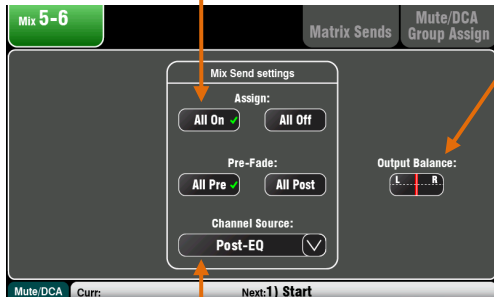 Mix 5-6
Matrix Sends
Mute/DCA
Group Assign
Mix Send settings
Assign:
All On All Off
Pre-Fade:
All Pre All Post
Output Balance:
L R
Channel Source:
Post-EQ
Mute/DCA Curr: Next:1) Start